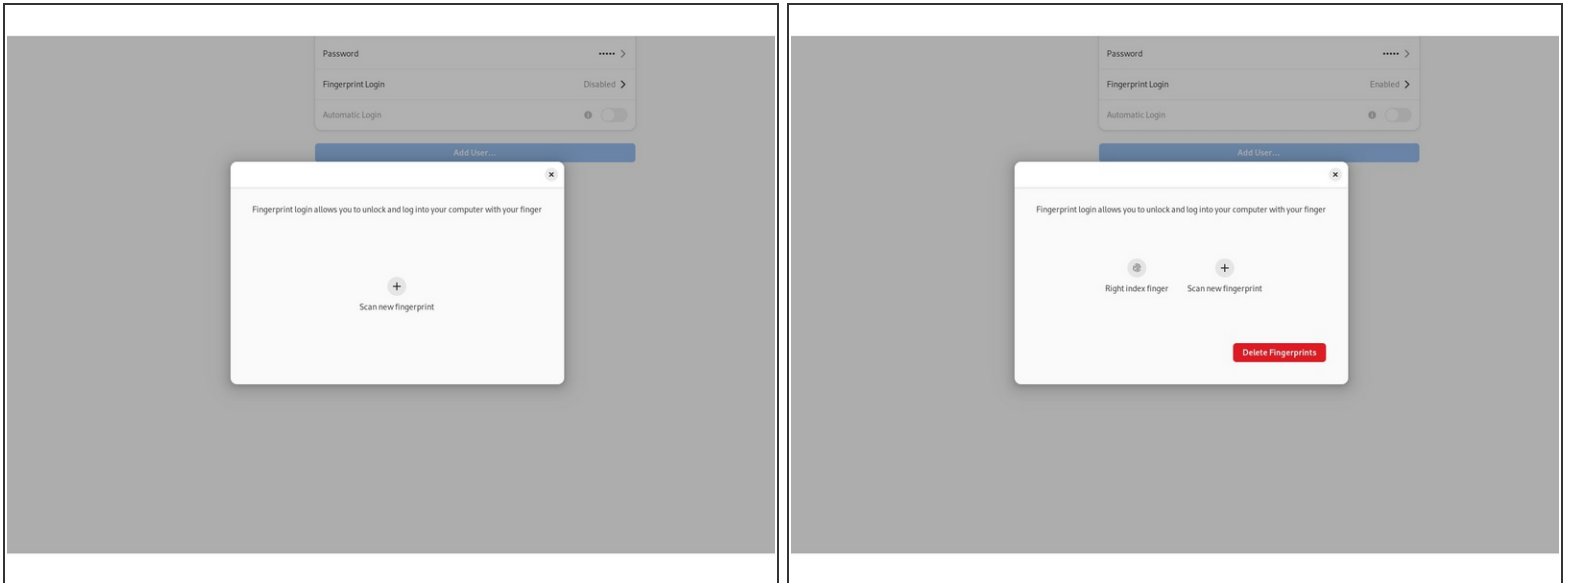 Password •••••
Fingerprint Login Disabled
Automatic Login
Add User...
Fingerprint login allows you to unlock and log into your computer with your finger
Scan new fingerprint
Password •••••
Fingerprint Login Enabled
Automatic Login
Add User...
Fingerprint login allows you to unlock and log into your computer with your finger
Right index finger Scan new fingerprint
Delete Fingerprints